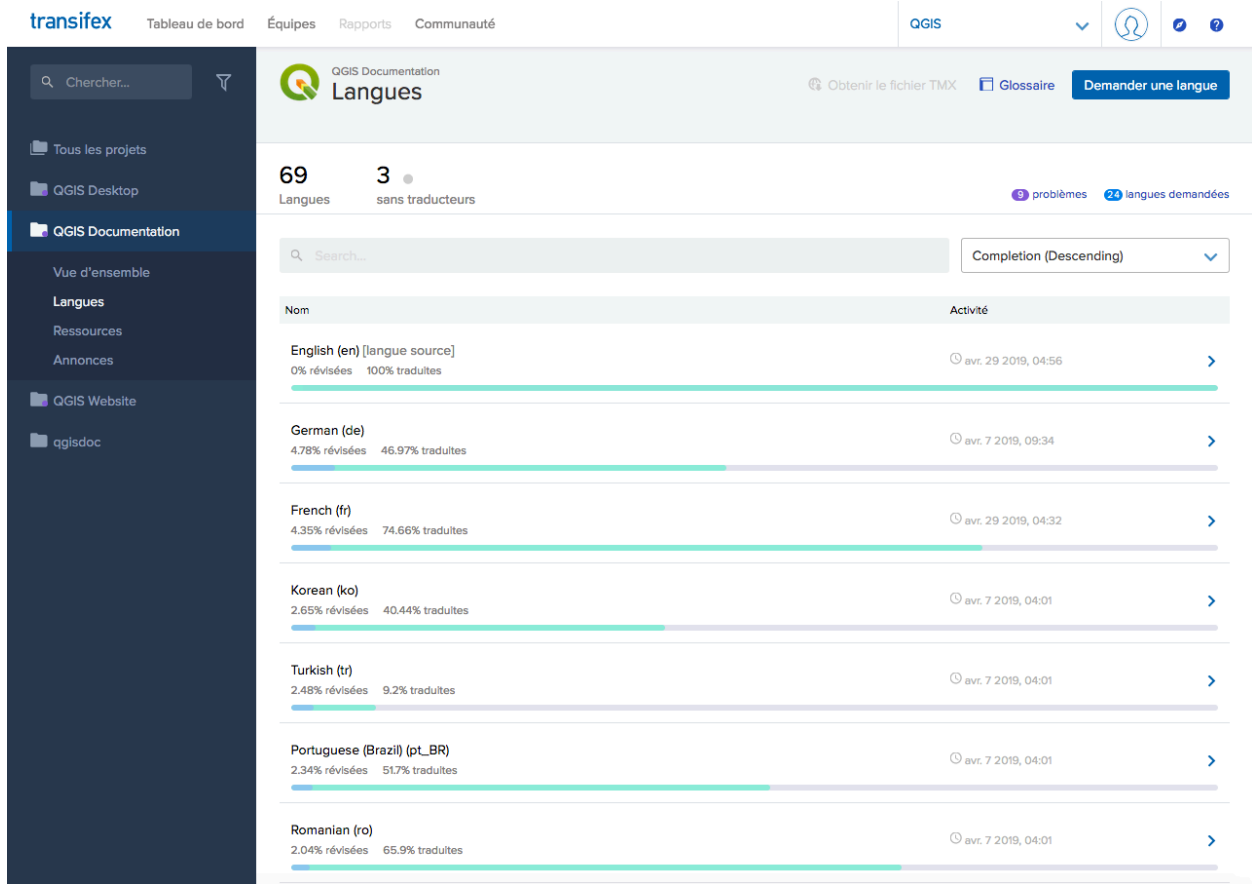 transifex Tableau de bord Équipes Rapports Communauté QGIS
Chercher...
Tous les projets
QGIS Desktop
QGIS Documentation
Vue d'ensemble
Langues
Ressources
Annonces
QGIS Website
qgisdoc
QGIS Documentation
Langues
Obtenir le fichier TMX Glossaire Demander une langue
69 3
Langues sans traducteurs
9 problèmes 24 langues demandées
Search... Completion (Descending)
Nom Activité
English (en) [langue source]
0% révisées 100% traduites
avr. 29 2019, 04:56
German (de)
4.78% révisées 46.97% traduites
avr. 7 2019, 09:34
French (fr)
4.35% révisées 74.66% traduites
avr. 29 2019, 04:32
Korean (ko)
2.65% révisées 40.44% traduites
avr. 7 2019, 04:01
Turkish (tr)
2.48% révisées 9.2% traduites
avr. 7 2019, 04:01
Portuguese (Brazil) (pt_BR)
2.34% révisées 51.7% traduites
avr. 7 2019, 04:01
Romanian (ro)
2.04% révisées 65.9% traduites
avr. 7 2019, 04:01